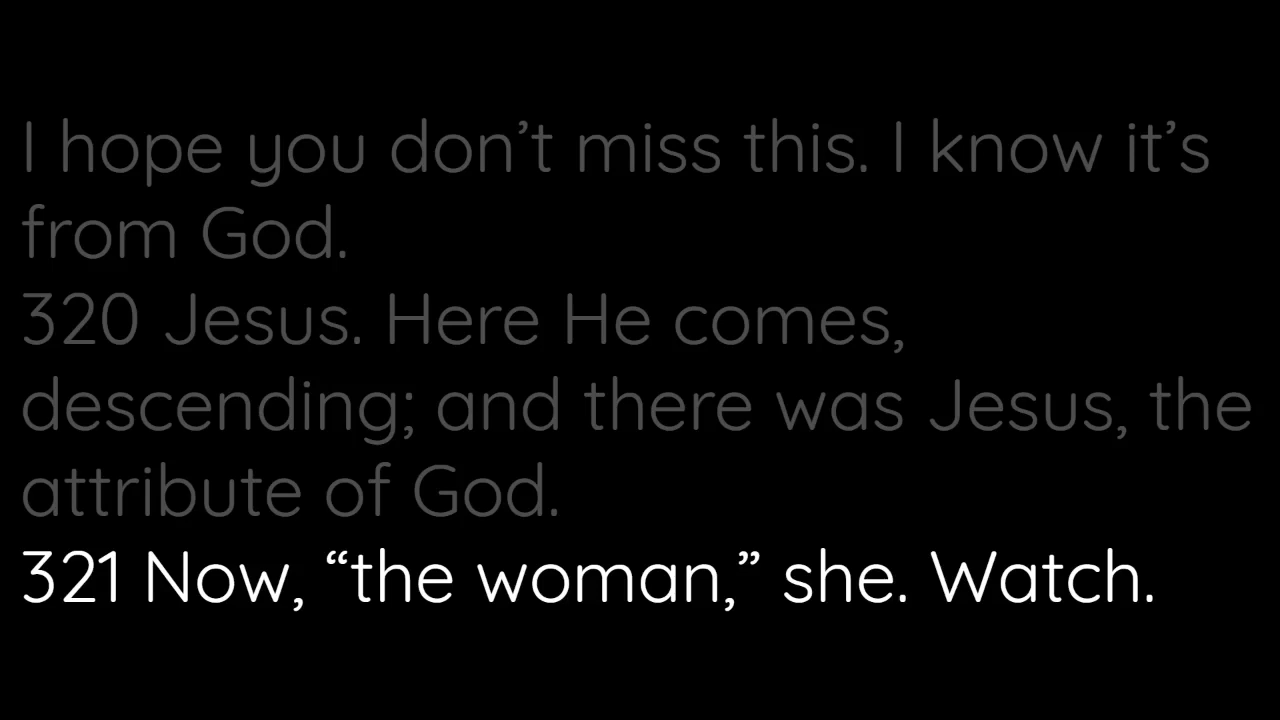 I hope you don’t miss this. I know it’s
from God.
320 Jesus. Here He comes,
descending; and there was Jesus, the
attribute of God.
321 Now, “the woman,” she. Watch.